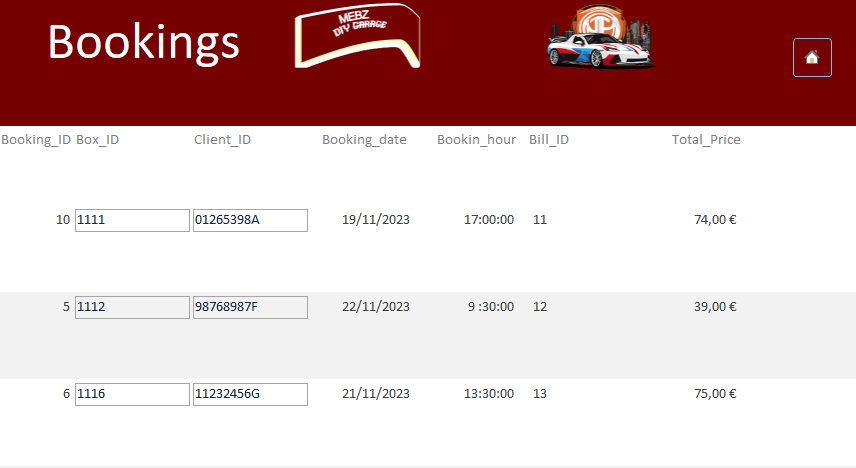 Bookings
MEBZ
DIY GARAGE
Booking_ID Box_ID Client_ID Booking_date Bookin_hour Bill_ID Total_Price
10 1111 01265398A 19/11/2023 17:00:00 11 74,00 €
5 1112 98768987F 22/11/2023 9 :30:00 12 39,00 €
6 1116 11232456G 21/11/2023 13:30:00 13 75,00 €